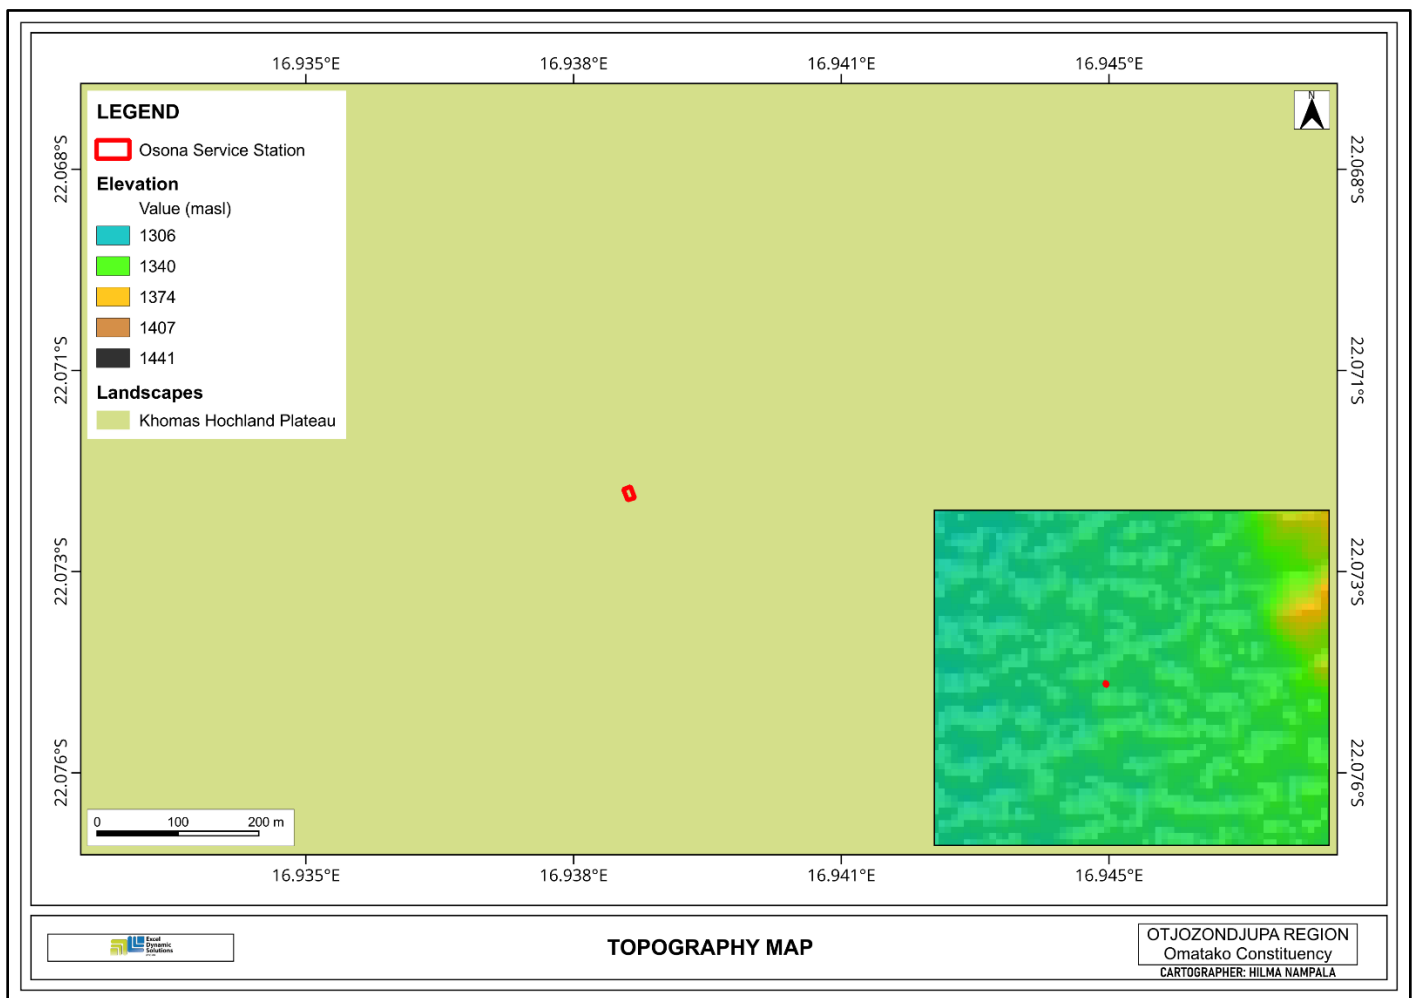 16.935°E 16.938°E 16.941°E 16.945°E
LEGEND
Osona Service Station
Elevation
Value (masl)
1306
1340
1374
1407
1441
Landscapes
Khomas Hochland Plateau
N
22.068°S
22.071°S
22.073°S
22.076°S
22.068°S
22.071°S
22.073°S
22.076°S
0 100 200 m
16.935°E 16.938°E 16.941°E 16.945°E
Excel
Dynamic
Solutions
TOPOGRAPHY MAP
OTJOZONDJUPA REGION
Omatako Constituency
CARTOGRAPHER: HILMA NAMPALA